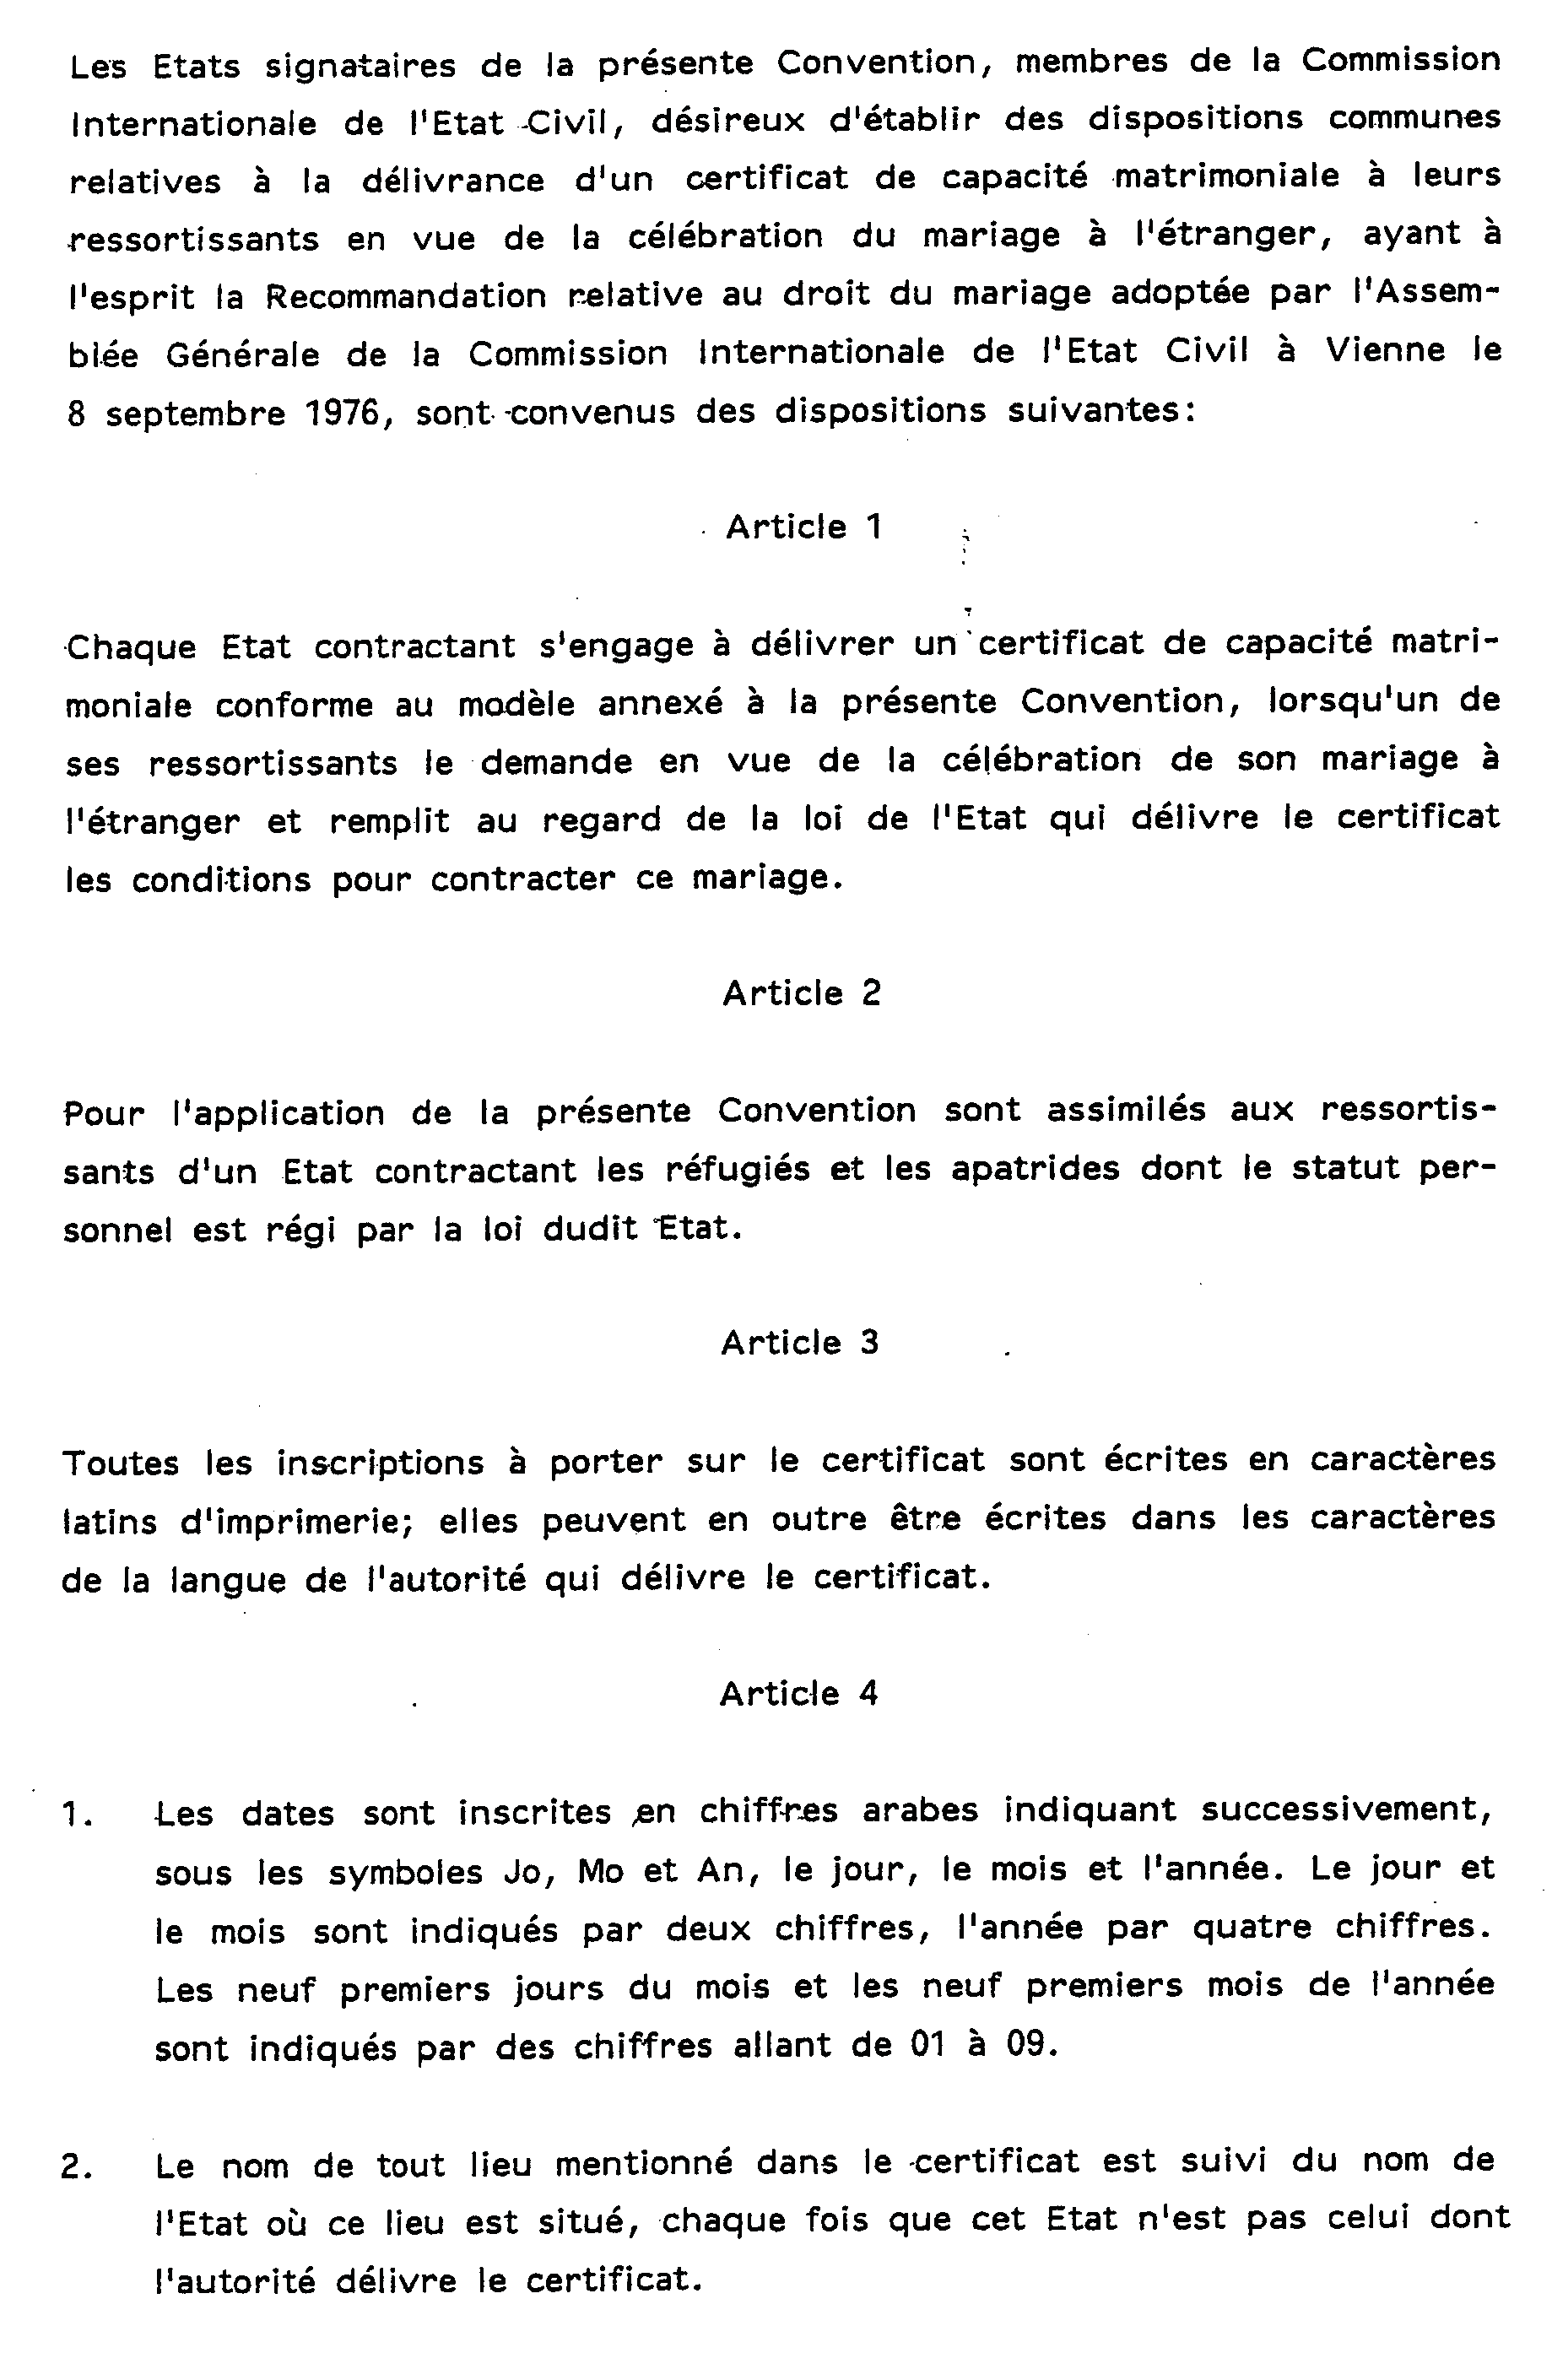 Les Etats signataires de la présente Convention, membres de la Commission
Internationale de l'Etat Civil, désireux d'établir des dispositions communes
relatives à la délivrance d'un certificat de capacité matrimoniale à leurs
ressortissants en vue de la célébration du mariage à l'étranger, ayant à
l'esprit la Recommandation relative au droit du mariage adoptée par l'Assem-
blée Générale de la Commission Internationale de l'Etat Civil à Vienne le
8 septembre 1976, sont convenus des dispositions suivantes:
Article 1
Chaque Etat contractant s'engage à délivrer un certificat de capacité matri-
moniale conforme au modèle annexé à la présente Convention, lorsqu'un de
ses ressortissants le demande en vue de la célébration de son mariage à
l'étranger et remplit au regard de la loi de l'Etat qui délivre le certificat
les conditions pour contracter ce mariage.
Article 2
Pour l'application de la présente Convention sont assimilés aux ressortis-
sants d'un Etat contractant les réfugiés et les apatrides dont le statut per-
sonnel est régi par la loi dudit Etat.
Article 3
Toutes les inscriptions à porter sur le certificat sont écrites en caractères
latins d'imprimerie; elles peuvent en outre être écrites dans les caractères
de la langue de l'autorité qui délivre le certificat.
Article 4
1. Les dates sont inscrites en chiffres arabes indiquant successivement,
sous les symboles Jo, Mo et An, le jour, le mois et l'année. Le jour et
le mois sont indiqués par deux chiffres, l'année par quatre chiffres.
Les neuf premiers jours du mois et les neuf premiers mois de l'année
sont indiqués par des chiffres allant de 01 à 09.
2. Le nom de tout lieu mentionné dans le certificat est suivi du nom de
l'Etat où ce lieu est situé, chaque fois que cet Etat n'est pas celui dont
l'autorité délivre le certificat.